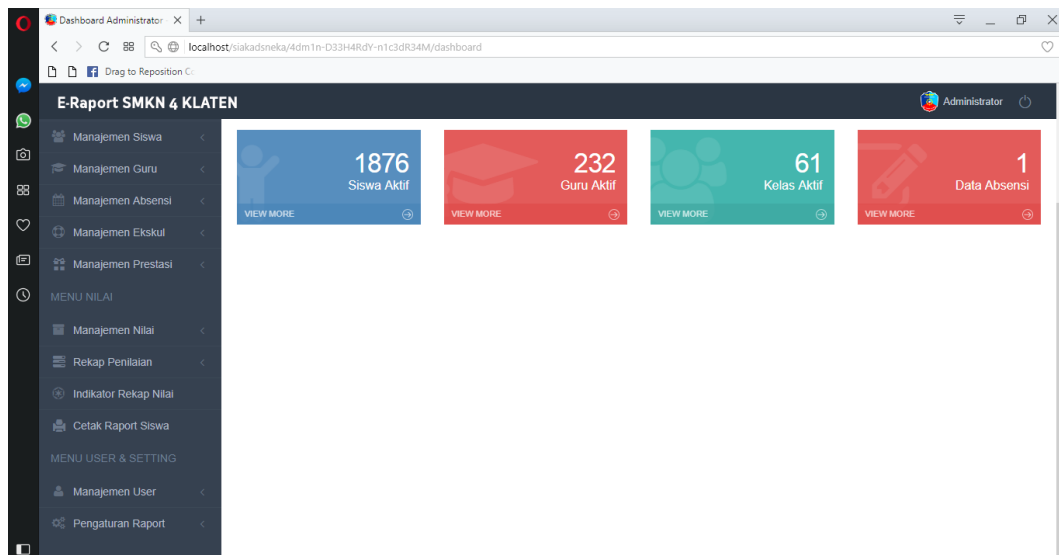 Dashboard Administrator
localhost/siakadsneka/4dm1n-D33H4RdY-n1c3dR34M/dashboard
Drag to Reposition Co
E-Raport SMKN 4 KLATEN
Administrator
Manajemen Siswa
Manajemen Guru
Manajemen Absensi
Manajemen Ekskul
Manajemen Prestasi
MENU NILAI
Manajemen Nilai
Rekap Penilaian
Indikator Rekap Nilai
Cetak Raport Siswa
MENU USER & SETTING
Manajemen User
Pengaturan Raport
1876
Siswa Aktif
VIEW MORE
232
Guru Aktif
VIEW MORE
61
Kelas Aktif
VIEW MORE
1
Data Absensi
VIEW MORE